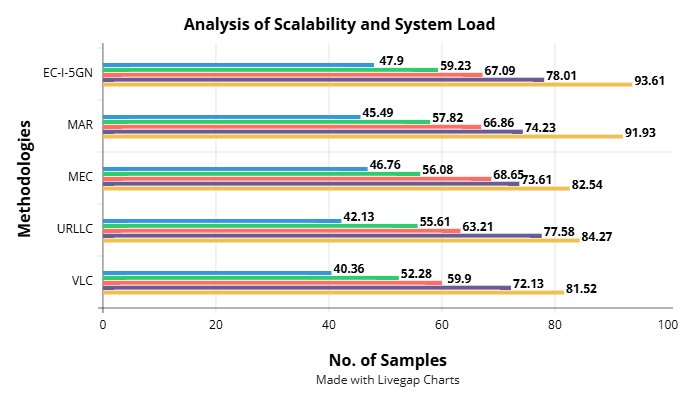 Analysis of Scalability and System Load
Methodologies
EC-I-5GN
47.9
59.23
67.09
78.01
93.61
MAR
45.49
57.82
66.86
74.23
91.93
MEC
46.76
56.08
68.65
73.61
82.54
URLLC
42.13
55.61
63.21
77.58
84.27
VLC
40.36
52.28
59.9
72.13
81.52
0 20 40 60 80 100
No. of Samples
Made with Livegap Charts